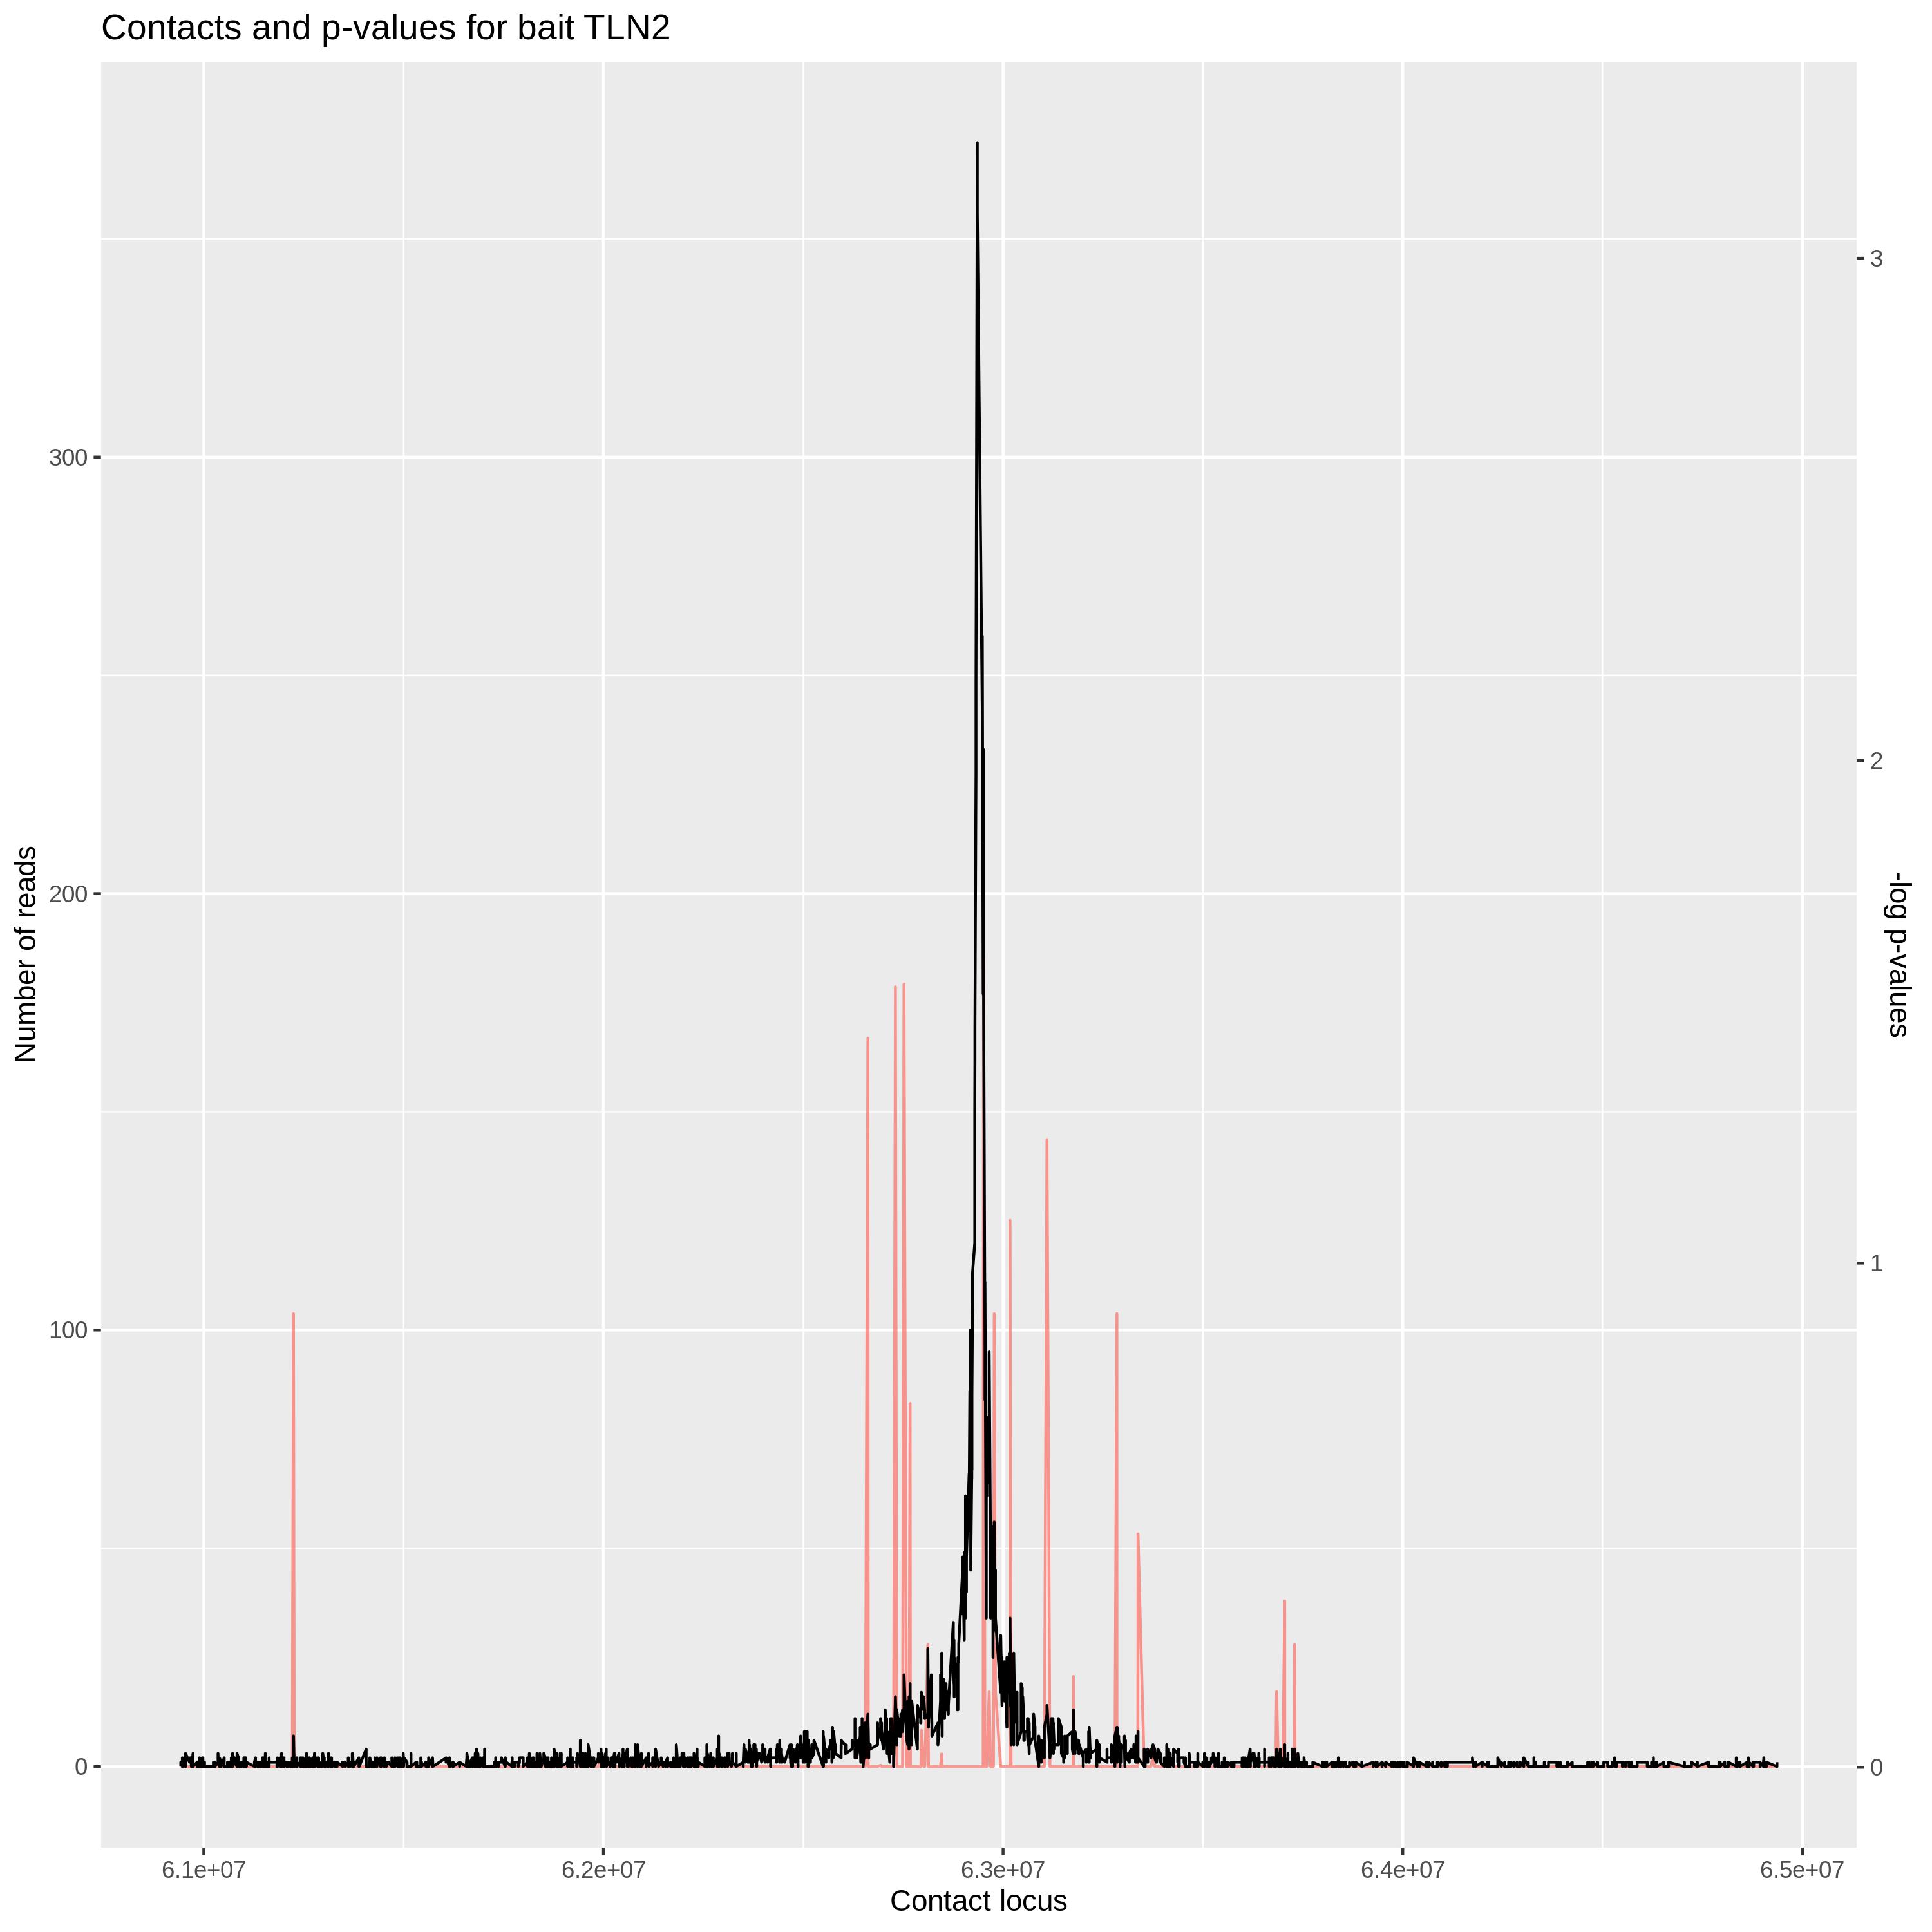 Contacts and p-values for bait TLN2
Number of reads
300
200
100
0
3
2
1
0
-log p-values
6.1e+07
6.2e+07
6.3e+07
6.4e+07
6.5e+07
Contact locus